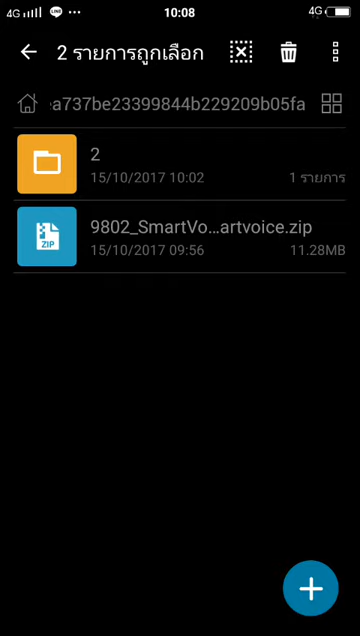 4G LINE ... 10:08 4G
2 รายการถูกเลือก
ea737be23399844b229209b05fa
2
15/10/2017 10:02 1 รายการ
9802_SmartVo...artvoice.zip
ZIP
15/10/2017 09:56 11.28MB